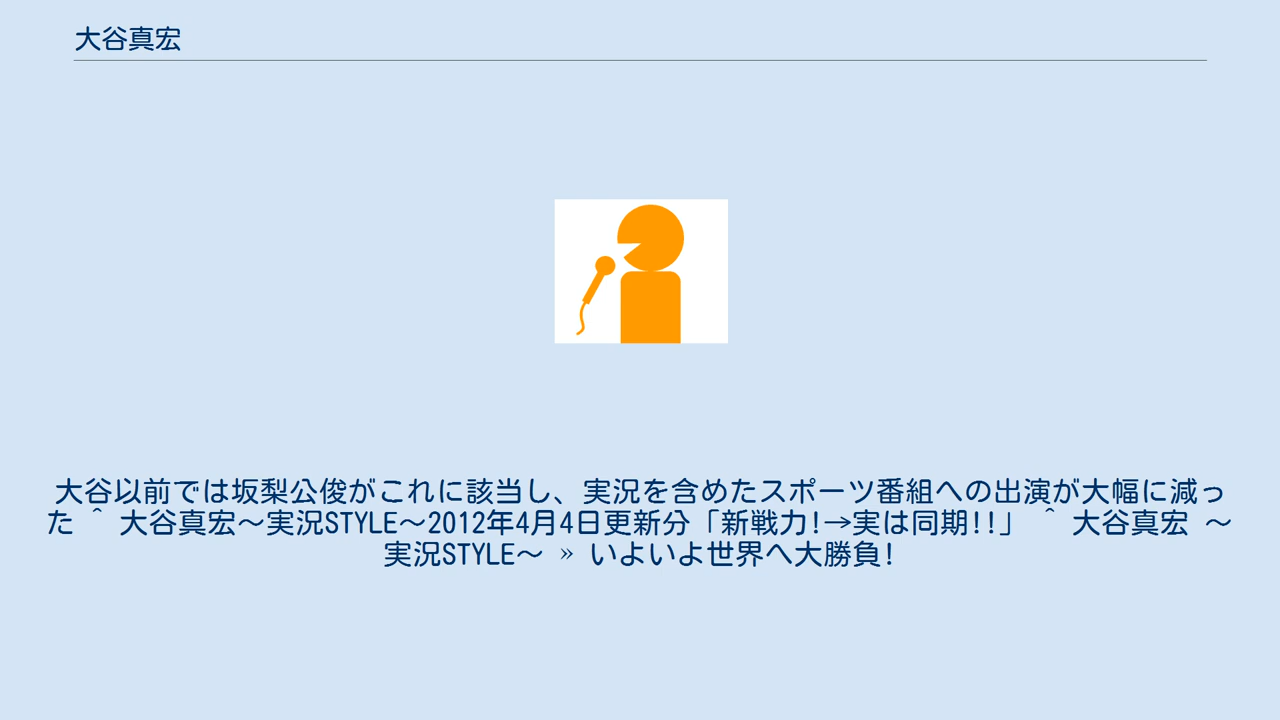 大谷真宏
大谷以前では坂梨公俊がこれに該当し、実況を含めたスポーツ番組への出演が大幅に減っ
た ^ 大谷真宏～実況STYLE～2012年4月4日更新分「新戦力!→実は同期!!」 ^ 大谷真宏 ～
実況STYLE～ » いよいよ世界へ大勝負!